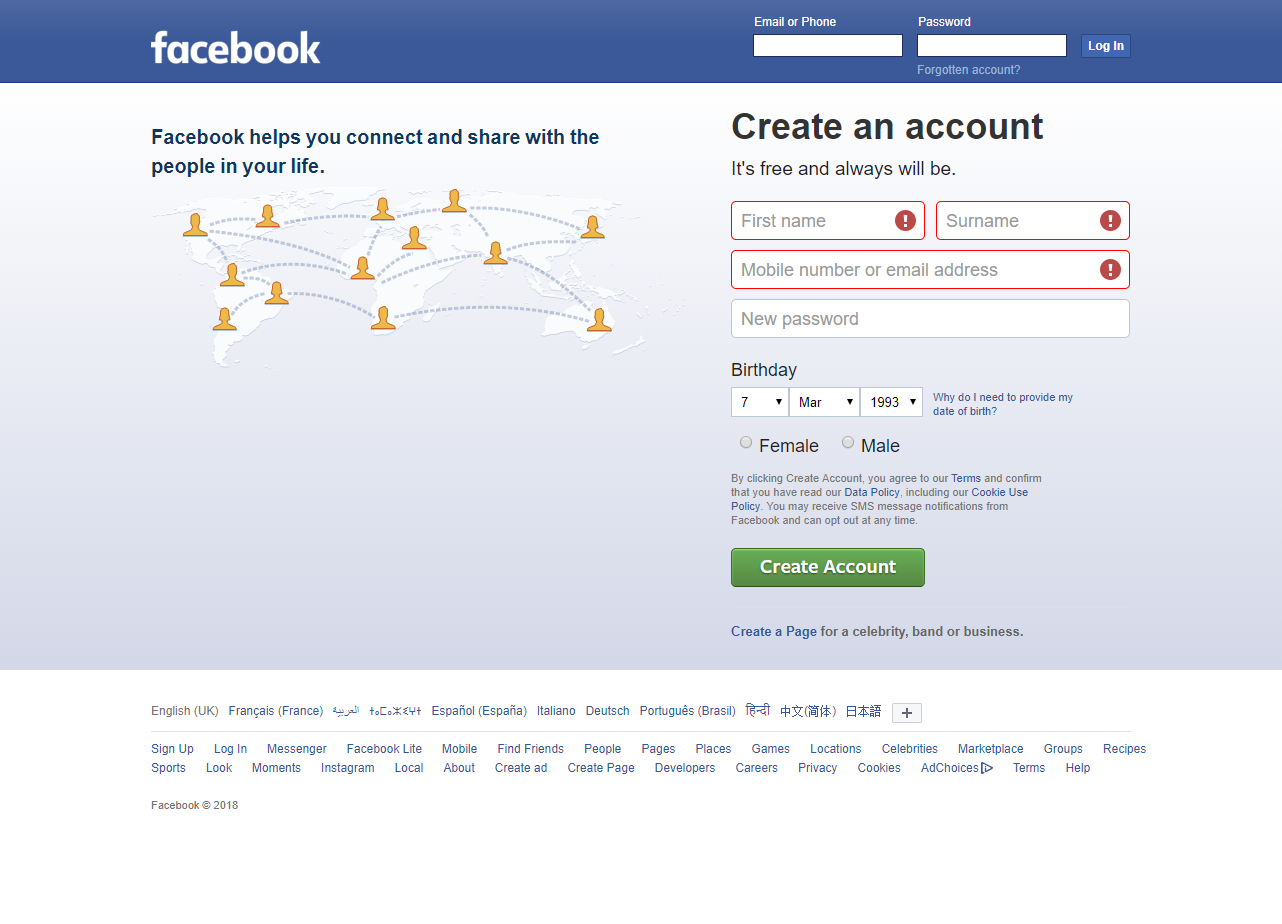 facebook
Email or Phone
Password
Log In
Forgotten account?
Facebook helps you connect and share with the
people in your life.
Create an account
It's free and always will be.
First name
Surname
Mobile number or email address
New password
Birthday
7 Mar 1993
Why do I need to provide my
date of birth?
Female Male
By clicking Create Account, you agree to our Terms and confirm
that you have read our Data Policy, including our Cookie Use
Policy. You may receive SMS message notifications from
Facebook and can opt out at any time.
Create Account
Create a Page for a celebrity, band or business.
English (UK) Français (France) العربية ⵜⴰⵎⴰⵣⵉⵖⵜ Español (España) Italiano Deutsch Português (Brasil) हिन्दी 中文(简体) 日本語
Sign Up Log In Messenger Facebook Lite Mobile Find Friends People Pages Places Games Locations Celebrities Marketplace Groups Recipes
Sports Look Moments Instagram Local About Create ad Create Page Developers Careers Privacy Cookies AdChoices Terms Help
Facebook © 2018